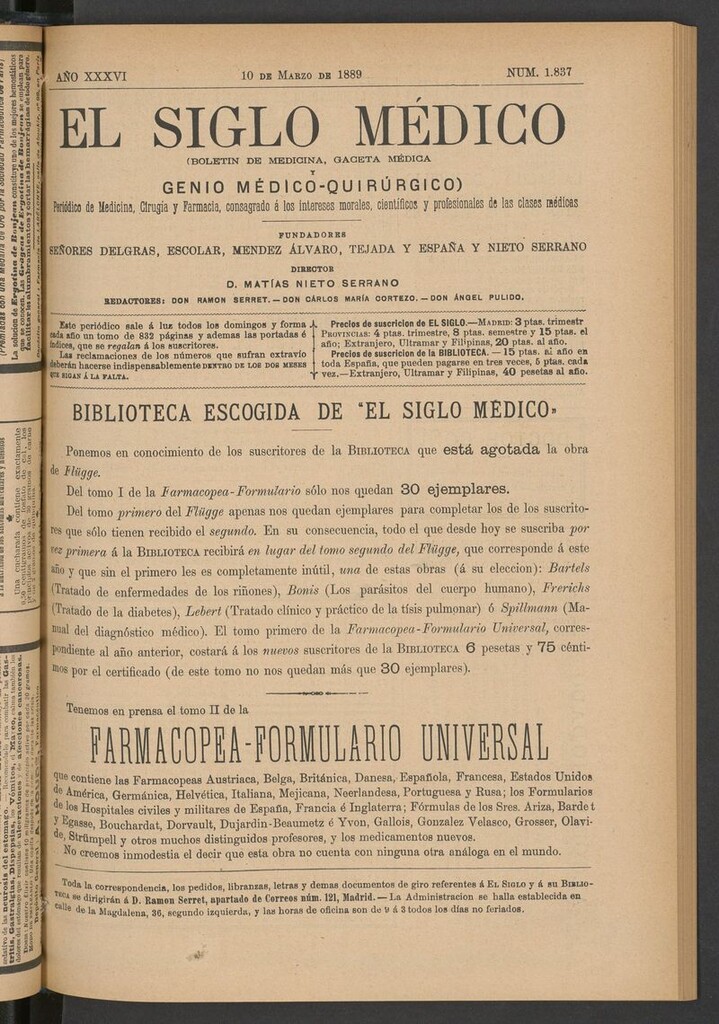 AÑO XXXVI 10 DE MARZO DE 1889 NUM. 1.837
EL SIGLO MÉDICO
(BOLETIN DE MEDICINA, GACETA MÉDICA
Y
GENIO MÉDICO-QUIRÚRGICO)
Periódico de Medicina, Cirugia y Farmacia, consagrado á los intereses morales, científicos y profesionales de las clases médicas
FUNDADORES
SEÑORES DELGRAS, ESCOLAR, MENDEZ ÁLVARO, TEJADA Y ESPAÑA Y NIETO SERRANO
DIRECTOR
D. MATÍAS NIETO SERRANO
REDACTORES: DON RAMON SERRET.—DON CÁRLOS MARÍA CORTEZO.—DON ÁNGEL PULIDO.
Este periódico sale á luz todos los domingos y forma
cada año un tomo de 832 páginas y ademas las portadas é
índices, que se regalan á los suscritores.
Las reclamaciones de los números que sufran extravio
deberán hacerse indispensablemente DENTRO DE LOS DOS MESES
QUE SIGAN Á LA FALTA.
Precios de suscricion de EL SIGLO.—MADRID: 3 ptas. trimestr
PROVINCIAS: 4 ptas. trimestre, 8 ptas. semestre y 15 ptas. el
año; Extranjero, Ultramar y Filipinas, 20 ptas. al año.
Precios de suscricion de la BIBLIOTECA.—15 ptas. al año en
toda España, que pueden pagarse en tres veces, 5 ptas. cada
vez.—Extranjero, Ultramar y Filipinas, 40 pesetas al año.
BIBLIOTECA ESCOGIDA DE "EL SIGLO MÉDICO"
Ponemos en conocimiento de los suscritores de la BIBLIOTECA que está agotada la obra
de Flügge.
Del tomo I de la Farmacopea-Formulario sólo nos quedan 30 ejemplares.
Del tomo primero del Flügge apenas nos quedan ejemplares para completar los de los suscrito-
res que sólo tienen recibido el segundo. En su consecuencia, todo el que desde hoy se suscriba por
vez primera á la BIBLIOTECA recibirá en lugar del tomo segundo del Flügge, que corresponde á este
año y que sin el primero les es completamente inútil, una de estas obras (á su eleccion): Bartels
(Tratado de enfermedades de los riñones), Bonis (Los parásitos del cuerpo humano), Frerichs
(Tratado de la diabetes), Lebert (Tratado clínico y práctico de la tísis pulmonar) ó Spillmann (Ma-
nual del diagnóstico médico). El tomo primero de la Farmacopea-Formulario Universal, corres-
pondiente al año anterior, costará á los nuevos suscritores de la BIBLIOTECA 6 pesetas y 75 cénti-
mos por el certificado (de este tomo no nos quedan más que 30 ejemplares).
Tenemos en prensa el tomo II de la
FARMACOPEA-FORMULARIO UNIVERSAL
que contiene las Farmacopeas Austriaca, Belga, Británica, Danesa, Española, Francesa, Estados Unidos
de América, Germánica, Helvética, Italiana, Mejicana, Neerlandesa, Portuguesa y Rusa; los Formularios
de los Hospitales civiles y militares de España, Francia é Inglaterra; Fórmulas de los Sres. Ariza, Bardet
y Egasse, Bouchardat, Dorvault, Dujardin-Beaumetz é Yvon, Gallois, Gonzalez Velasco, Grosser, Olavi-
de, Strümpell y otros muchos distinguidos profesores, y los medicamentos nuevos.
No creemos inmodestia el decir que esta obra no cuenta con ninguna otra análoga en el mundo.
Toda la correspondencia, los pedidos, libranzas, letras y demas documentos de giro referentes á EL SIGLO y á su BIBLIO-
TECA se dirigirán á D. Ramon Serret, apartado de Correos núm. 121, Madrid.—La Administracion se halla establecida en
calle de la Magdalena, 36, segundo izquierda, y las horas de oficina son de 9 á 3 todos los días no feriados.